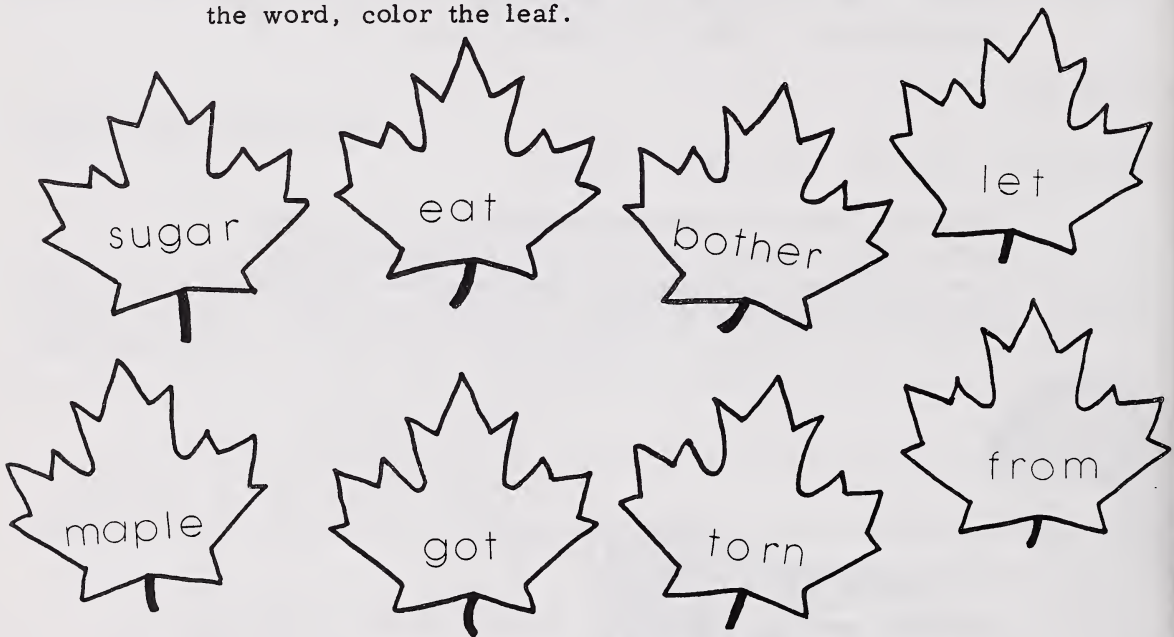 the word, color the leaf.
sugar
eat
bother
let
maple
got
torn
from